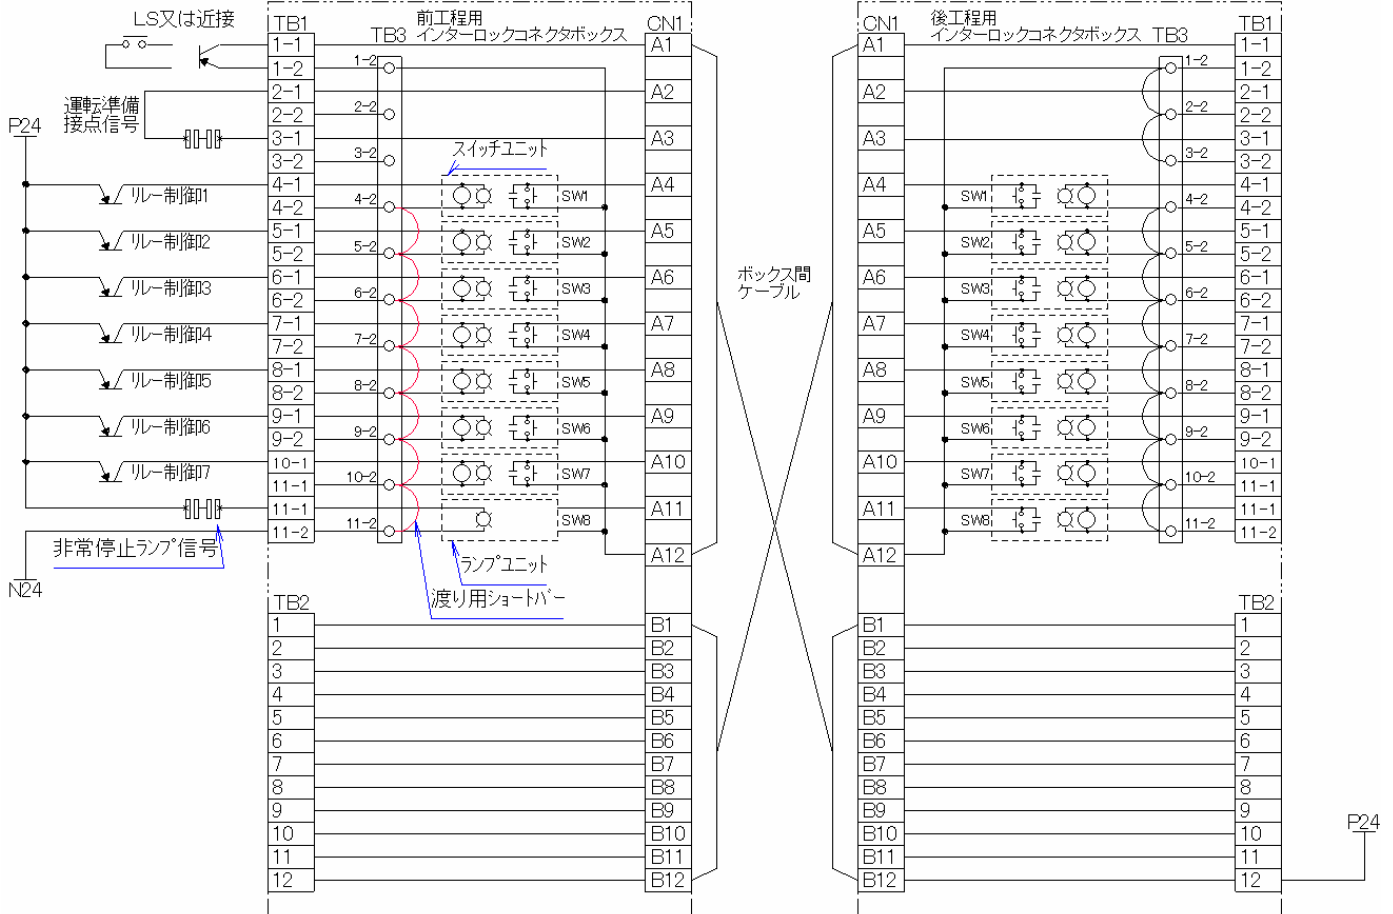 LS又は近接
TB1
前工程用
インターロックコネクタボックス
TB3
CN1
CN1
後工程用
インターロックコネクタボックス
TB3
TB1
1-1
A1
A1
1-1
1-2
1-2
1-2
1-2
2-1
A2
A2
2-1
運転準備
接点信号
2-2
2-2
2-2
2-2
P24
3-1
A3
A3
3-1
3-2
3-2
3-2
3-2
スイッチユニット
4-1
A4
A4
4-1
リレー制御1
4-2
4-2
SW1
SW1
4-2
4-2
5-1
A5
A5
5-1
リレー制御2
5-2
5-2
SW2
SW2
5-2
5-2
ボックス間
ケーブル
6-1
A6
A6
6-1
リレー制御3
6-2
6-2
SW3
SW3
6-2
6-2
7-1
A7
A7
7-1
リレー制御4
7-2
7-2
SW4
SW4
7-2
7-2
8-1
A8
A8
8-1
リレー制御5
8-2
8-2
SW5
SW5
8-2
8-2
9-1
A9
A9
9-1
リレー制御6
9-2
9-2
SW6
SW6
9-2
9-2
10-1
A10
A10
10-1
リレー制御7
11-1
10-2
SW7
SW7
10-2
11-1
11-1
A11
A11
11-1
11-2
11-2
SW8
SW8
11-2
11-2
非常停止ランプ信号
A12
A12
ランプユニット
N24
渡り用ショートバー
TB2
TB2
1
B1
B1
1
2
B2
B2
2
3
B3
B3
3
4
B4
B4
4
5
B5
B5
5
6
B6
B6
6
7
B7
B7
7
8
B8
B8
8
9
B9
B9
9
10
B10
B10
10
11
B11
B11
11
12
B12
B12
12
P24